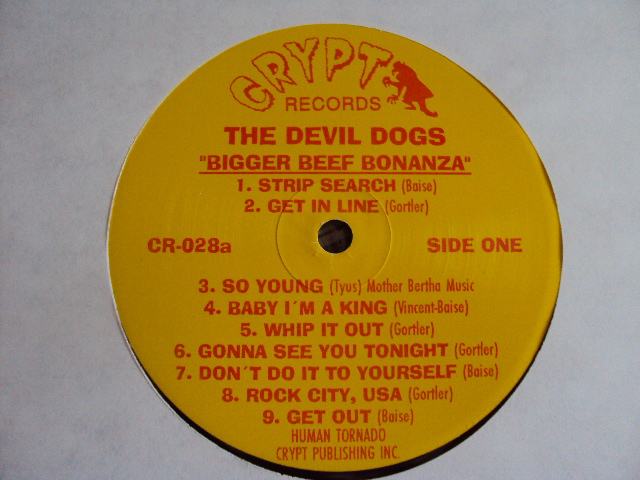 CRYPT
RECORDS
THE DEVIL DOGS
"BIGGER BEEF BONANZA"
1. STRIP SEARCH (Baise)
2. GET IN LINE (Gortler)
CR-028a SIDE ONE
3. SO YOUNG (Tyus) Mother Bertha Music
4. BABY I´M A KING (Vincent-Baise)
5. WHIP IT OUT (Gortler)
6. GONNA SEE YOU TONIGHT (Gortler)
7. DON´T DO IT TO YOURSELF (Baise)
8. ROCK CITY, USA (Gortler)
9. GET OUT (Baise)
HUMAN TORNADO
CRYPT PUBLISHING INC.